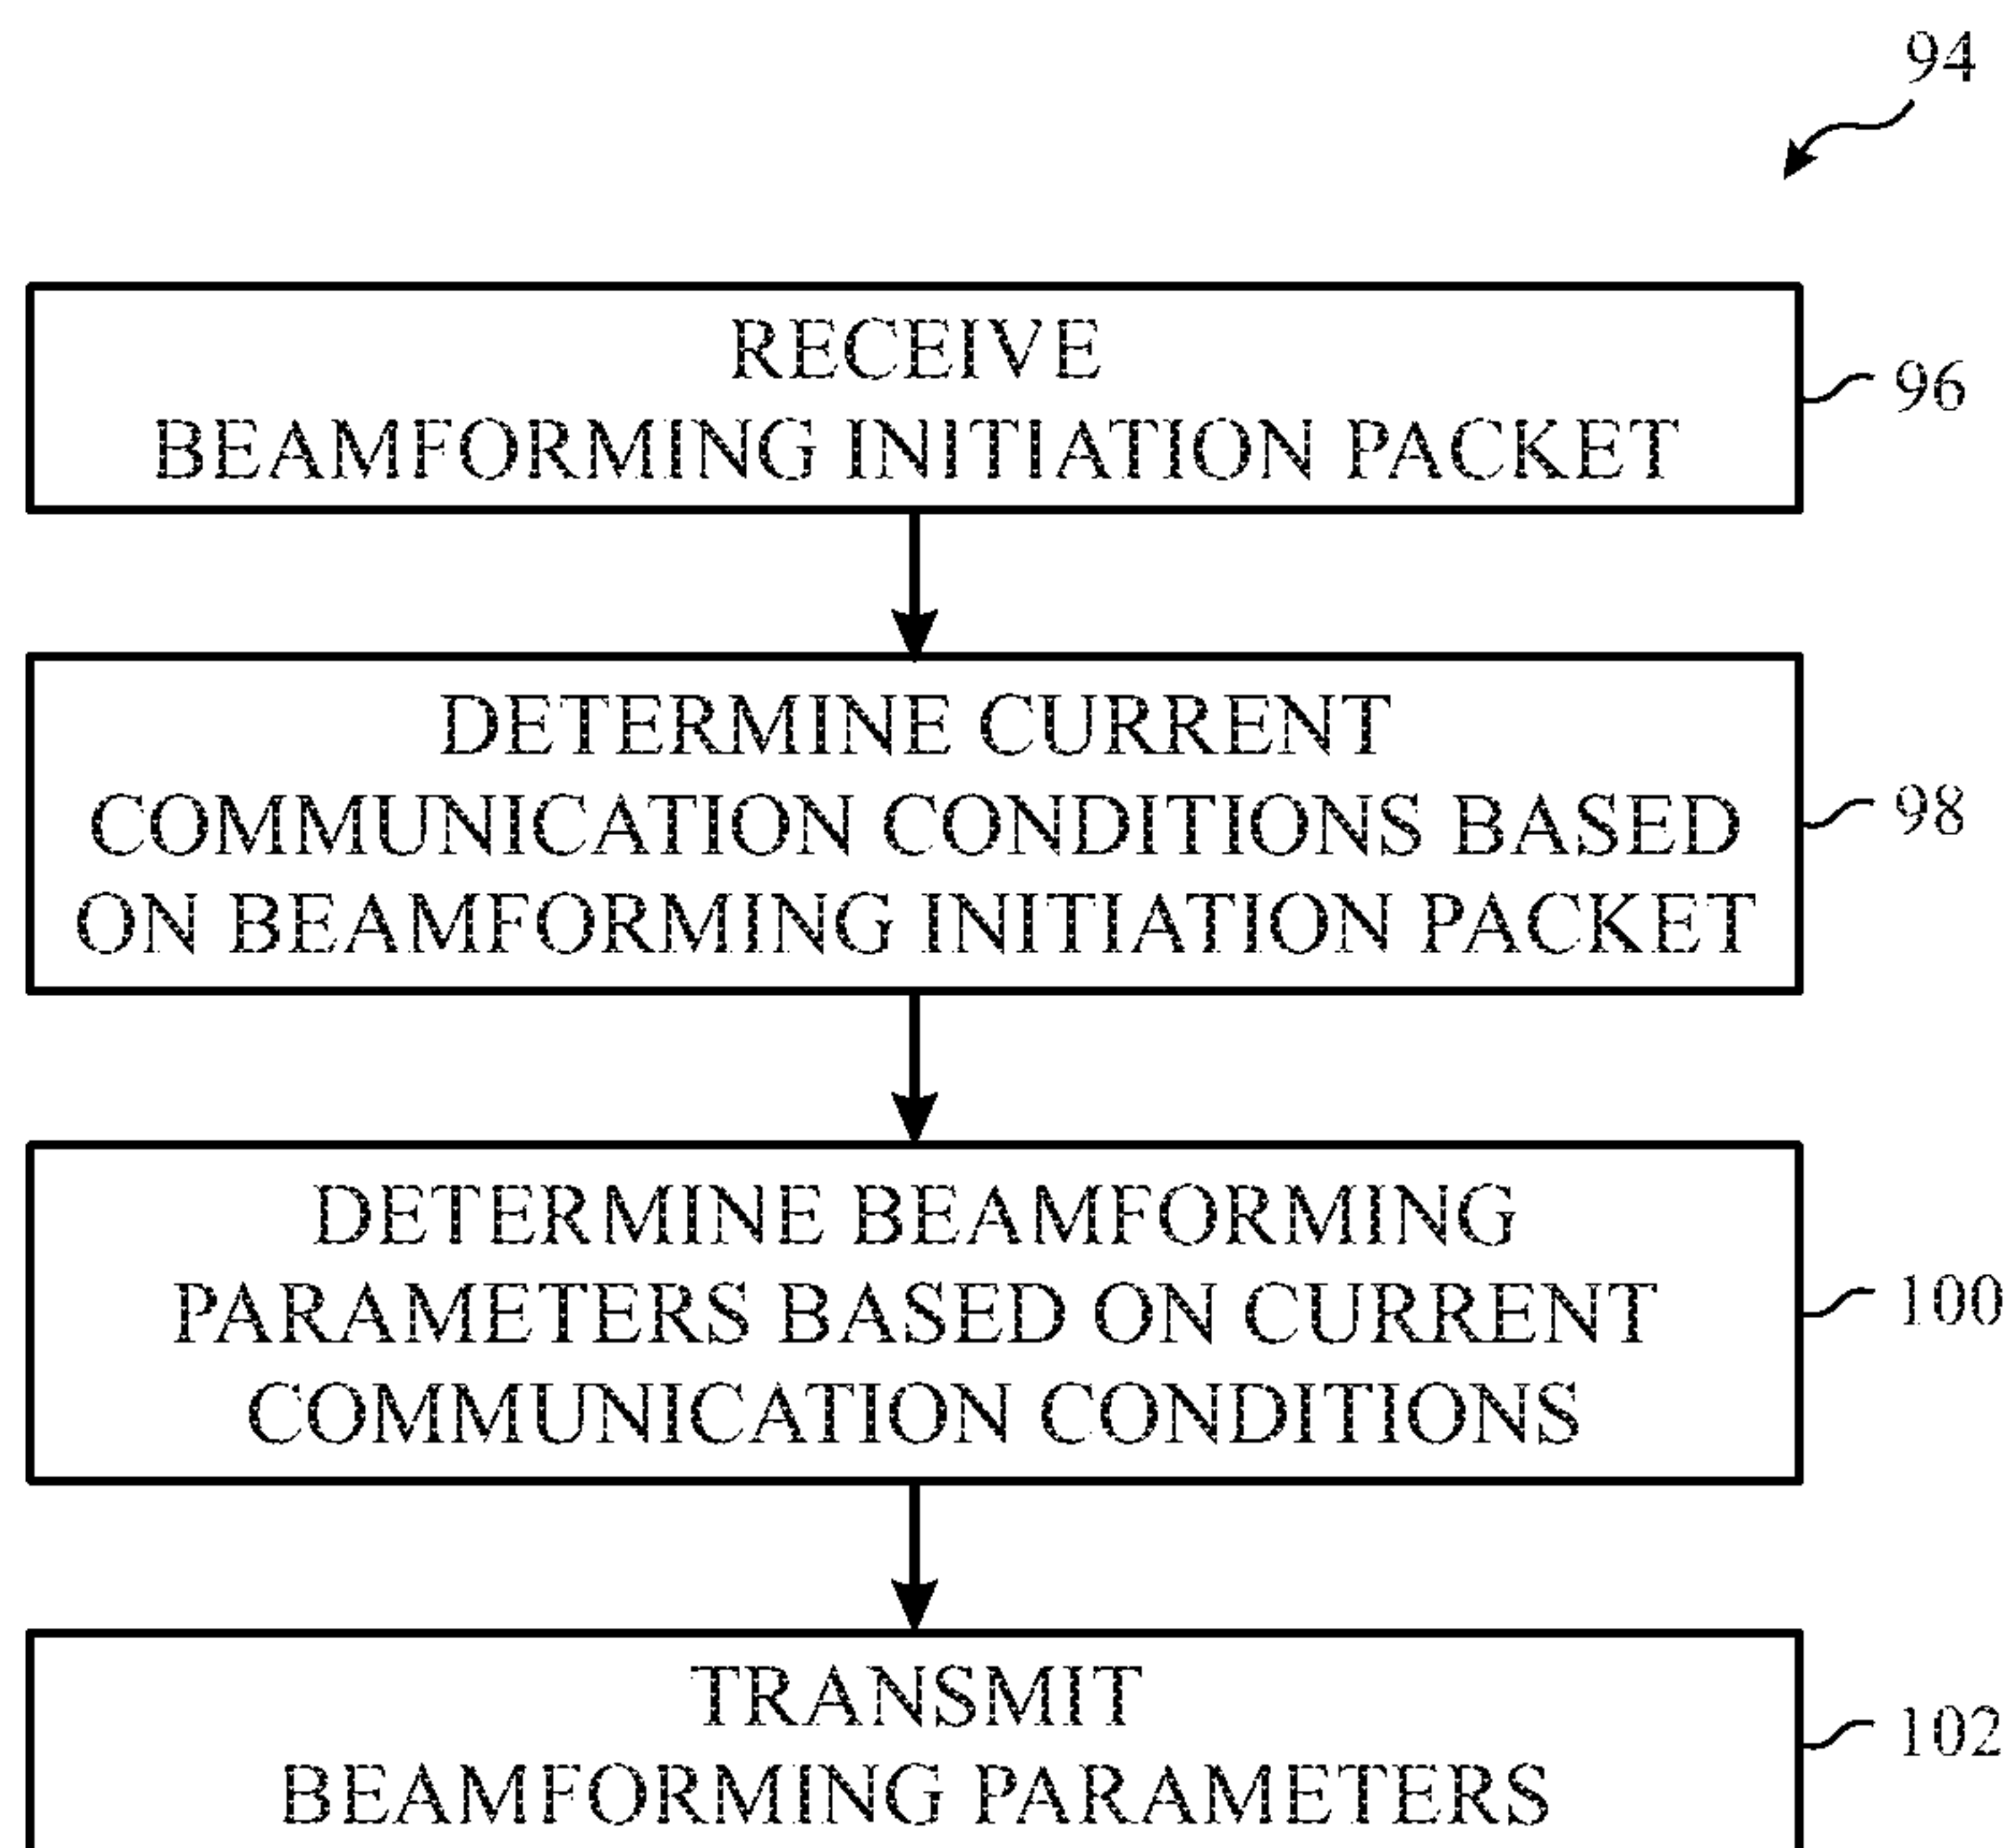 94
RECEIVE
BEAMFORMING INITIATION PACKET
96
DETERMINE CURRENT
COMMUNICATION CONDITIONS BASED
ON BEAMFORMING INITIATION PACKET
98
DETERMINE BEAMFORMING
PARAMETERS BASED ON CURRENT
COMMUNICATION CONDITIONS
100
TRANSMIT
BEAMFORMING PARAMETERS
102